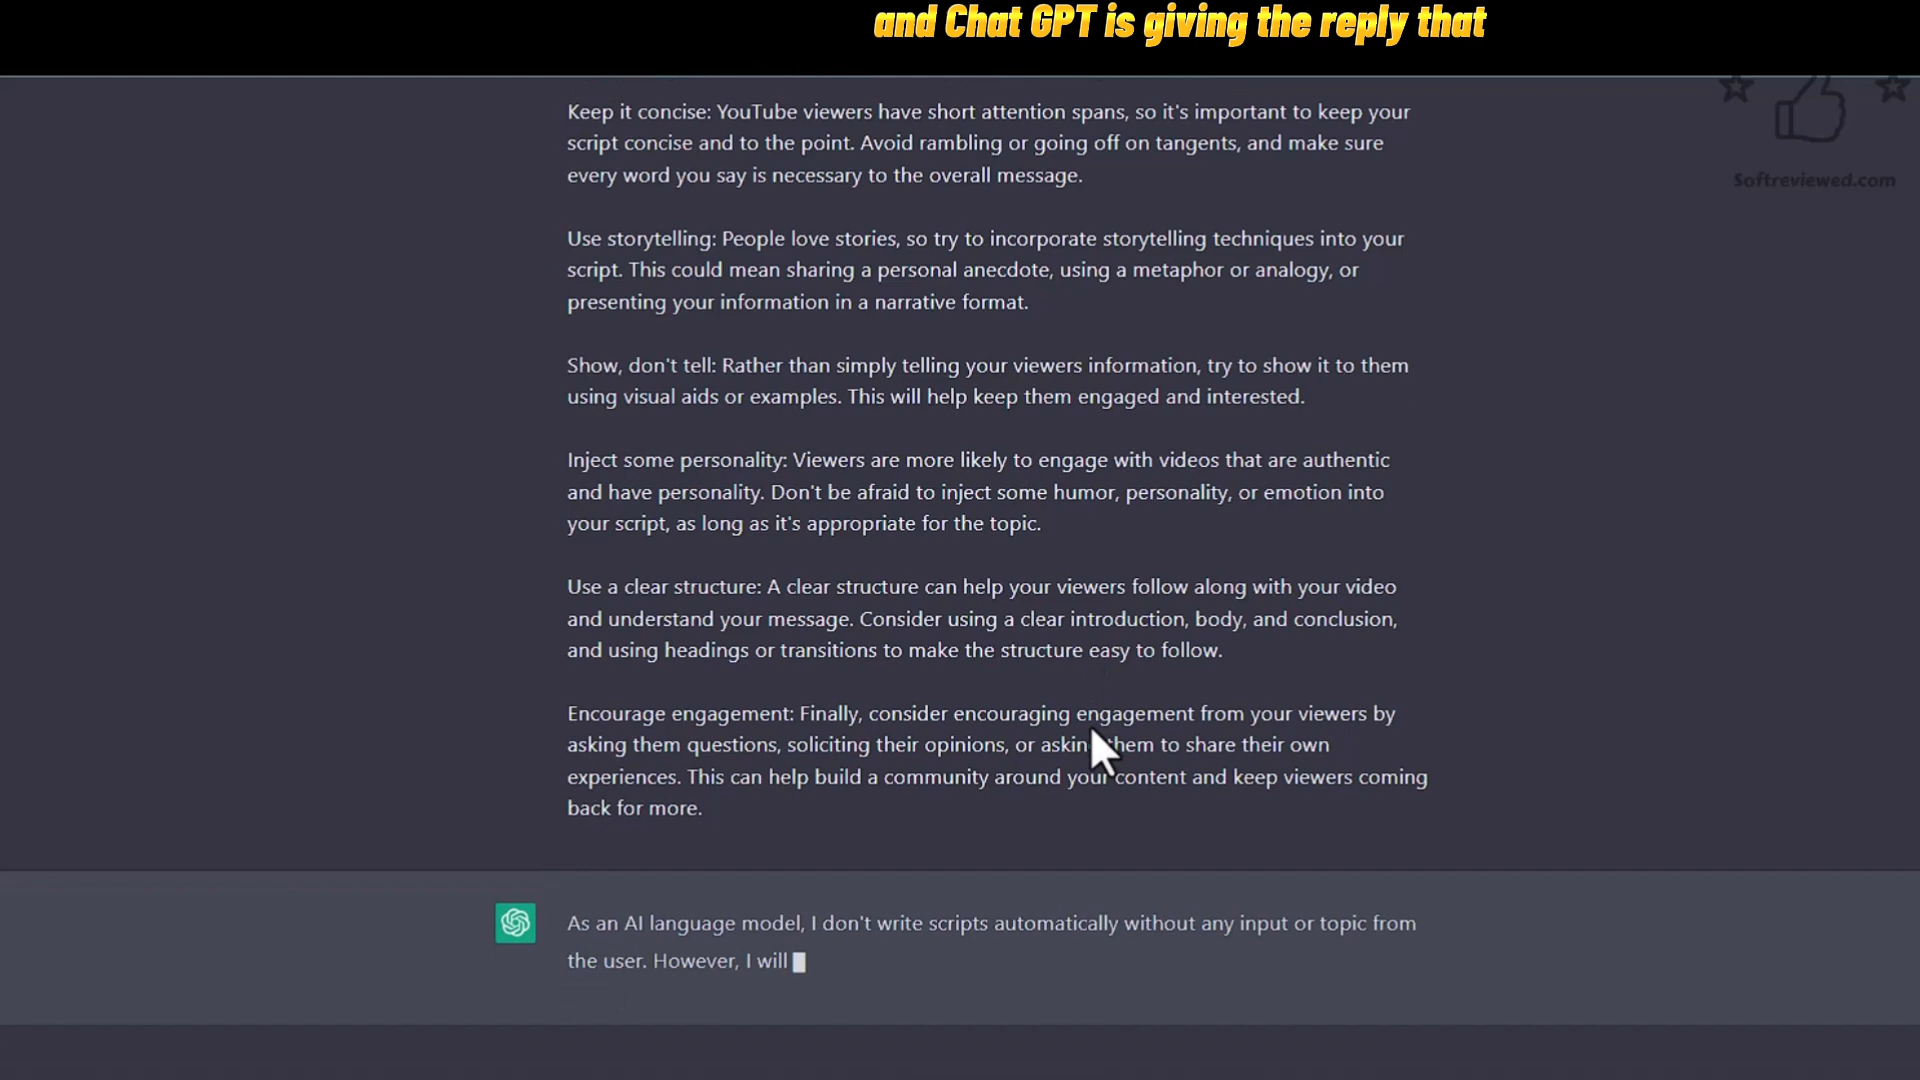 and Chat GPT is giving the reply that
Keep it concise: YouTube viewers have short attention spans, so it's important to keep your
script concise and to the point. Avoid rambling or going off on tangents, and make sure
every word you say is necessary to the overall message.
Softreviewed.com
Use storytelling: People love stories, so try to incorporate storytelling techniques into your
script. This could mean sharing a personal anecdote, using a metaphor or analogy, or
presenting your information in a narrative format.
Show, don't tell: Rather than simply telling your viewers information, try to show it to them
using visual aids or examples. This will help keep them engaged and interested.
Inject some personality: Viewers are more likely to engage with videos that are authentic
and have personality. Don't be afraid to inject some humor, personality, or emotion into
your script, as long as it's appropriate for the topic.
Use a clear structure: A clear structure can help your viewers follow along with your video
and understand your message. Consider using a clear introduction, body, and conclusion,
and using headings or transitions to make the structure easy to follow.
Encourage engagement: Finally, consider encouraging engagement from your viewers by
asking them questions, soliciting their opinions, or asking them to share their own
experiences. This can help build a community around your content and keep viewers coming
back for more.
As an AI language model, I don't write scripts automatically without any input or topic from
the user. However, I will